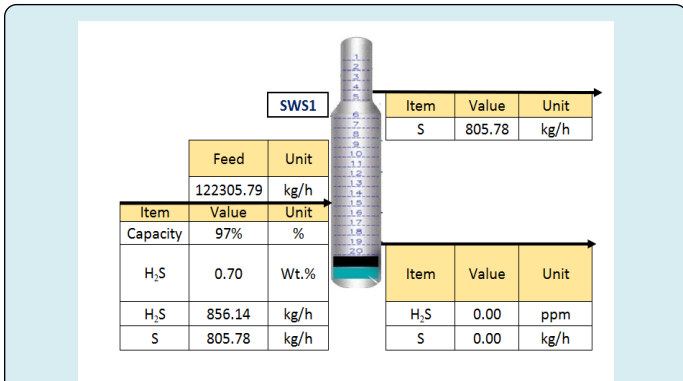 SWS1
Item Value Unit
S 805.78 kg/h
Feed Unit
122305.79 kg/h
Item Value Unit
Capacity 97% %
H₂S 0.70 Wt.%
H₂S 856.14 kg/h
S 805.78 kg/h
1
2
3
4
5
6
7
8
9
10
11
12
13
14
15
16
17
18
19
20
Item Value Unit
H₂S 0.00 ppm
S 0.00 kg/h